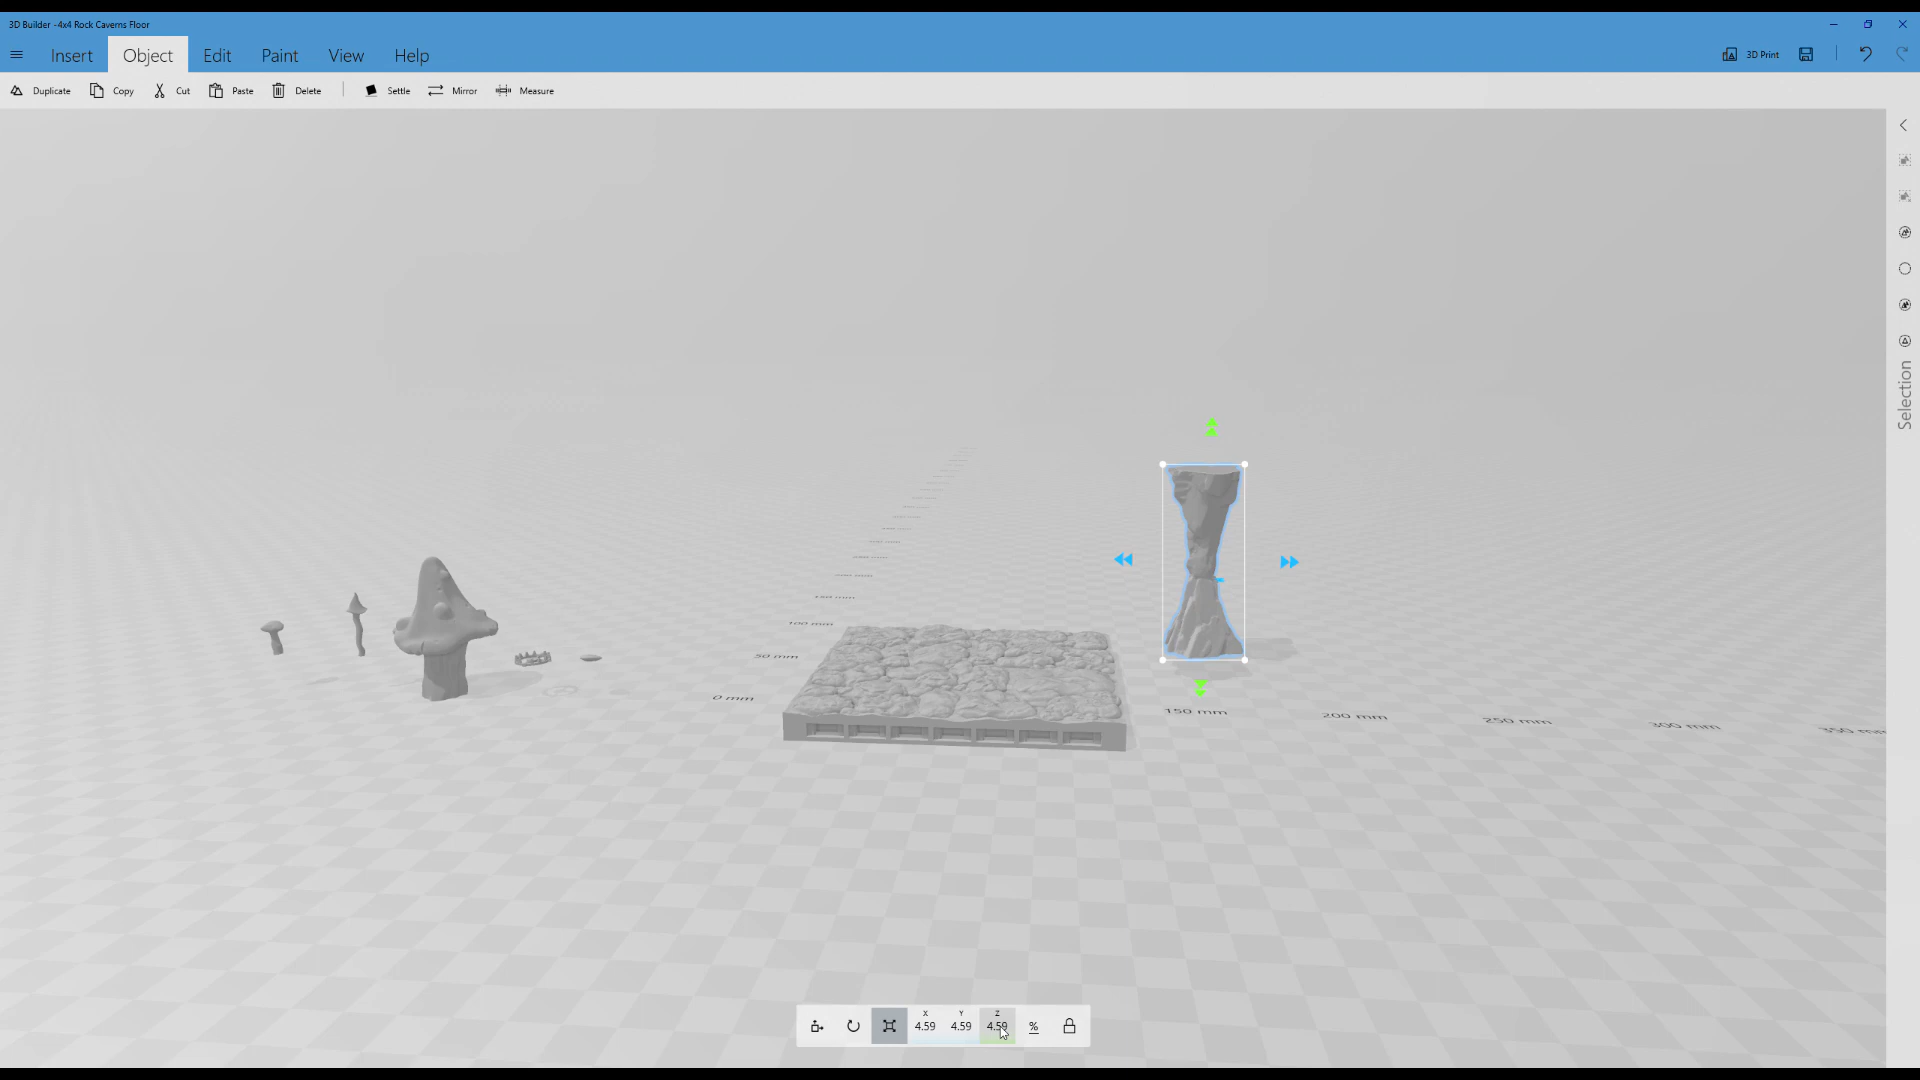 3D Builder - 4x4 Rock Caverns Floor
Insert
Object
Edit
Paint
View
Help
3D Print
Duplicate
Copy
Cut
Paste
Delete
Settle
Mirror
Measure
Selection
100 mm
50 mm
0 mm
150 mm
200 mm
250 mm
300 mm
350 mm
X
Y
Z
4.59
4.59
4.59
%